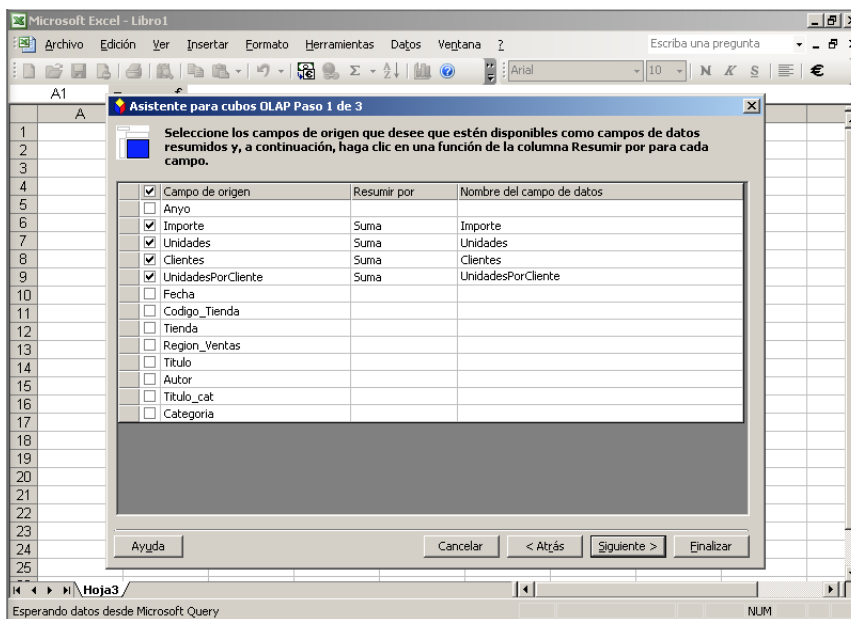 Microsoft Excel - Libro1
Archivo Edición Ver Insertar Formato Herramientas Datos Ventana ? Escriba una pregunta
Arial 10 N K S €
A1
Asistente para cubos OLAP Paso 1 de 3
A
Seleccione los campos de origen que desee que estén disponibles como campos de datos
resumidos y, a continuación, haga clic en una función de la columna Resumir por para cada
campo.
Campo de origen Resumir por Nombre del campo de datos
Anyo
Importe Suma Importe
Unidades Suma Unidades
Clientes Suma Clientes
UnidadesPorCliente Suma UnidadesPorCliente
Fecha
Codigo_Tienda
Tienda
Region_Ventas
Titulo
Autor
Titulo_cat
Categoria
1
2
3
4
5
6
7
8
9
10
11
12
13
14
15
16
17
18
19
20
21
22
23
24
25
Ayuda Cancelar < Atrás Siguiente > Finalizar
Hoja3
Esperando datos desde Microsoft Query NUM